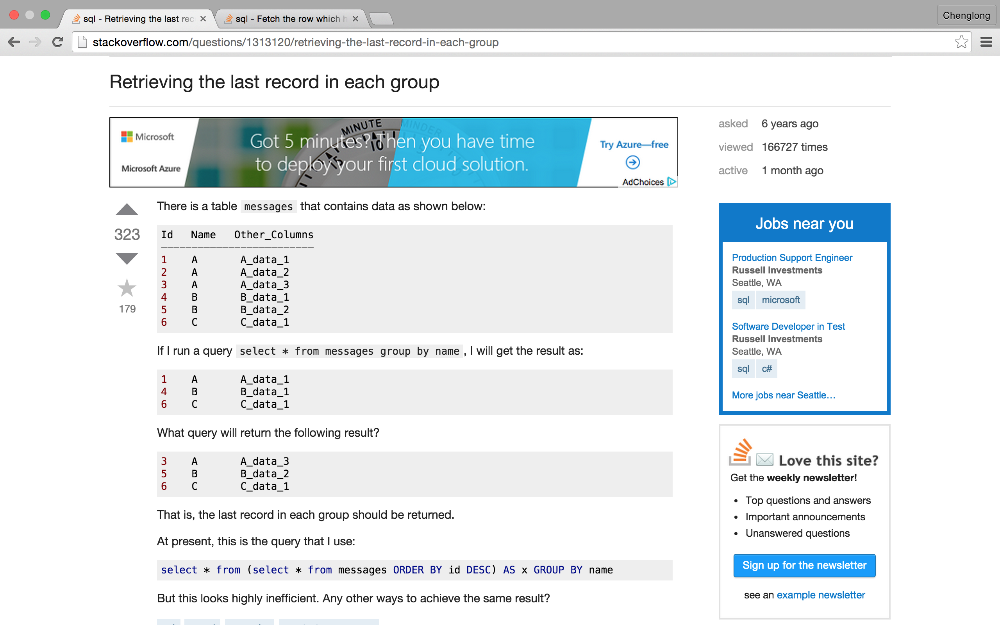 sql - Retrieving the last rec
sql - Fetch the row which h
Chenglong
stackoverflow.com/questions/1313120/retrieving-the-last-record-in-each-group
Retrieving the last record in each group
Microsoft
Microsoft Azure
MINUTE
MINDER
Got 5 minutes? Then you have time
to deploy your first cloud solution.
10
15
Try Azure—free
AdChoices
asked 6 years ago
viewed 166727 times
active 1 month ago
323
179
There is a table messages that contains data as shown below:
Id Name Other_Columns
-------------------------
1 A A_data_1
2 A A_data_2
3 A A_data_3
4 B B_data_1
5 B B_data_2
6 C C_data_1
If I run a query select * from messages group by name , I will get the result as:
1 A A_data_1
4 B B_data_1
6 C C_data_1
What query will return the following result?
3 A A_data_3
5 B B_data_2
6 C C_data_1
That is, the last record in each group should be returned.
At present, this is the query that I use:
select * from (select * from messages ORDER BY id DESC) AS x GROUP BY name
But this looks highly inefficient. Any other ways to achieve the same result?
Jobs near you
Production Support Engineer
Russell Investments
Seattle, WA
sql microsoft
Software Developer in Test
Russell Investments
Seattle, WA
sql c#
More jobs near Seattle…
Love this site?
Get the weekly newsletter!
• Top questions and answers
• Important announcements
• Unanswered questions
Sign up for the newsletter
see an example newsletter